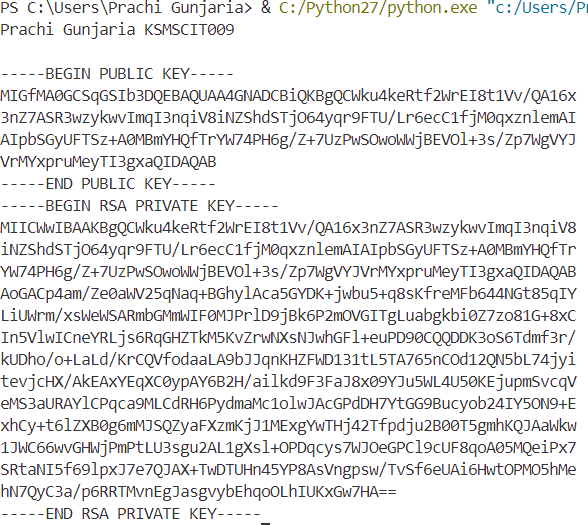 PS C:\Users\Prachi Gunjaria> & C:/Python27/python.exe "c:/Users/Pr
Prachi Gunjaria KSMSCIT009
-----BEGIN PUBLIC KEY-----
MIGfMA0GCSqGSIb3DQEBAQUAA4GNADCBiQKBgQCWku4keRtf2WrEI8t1Vv/QA16x
3nZ7ASR3wzykwvImqI3nqiV8iNZShdSTjO64yqr9FTU/Lr6ecC1fjM0qxznlemAI
AIpbSGyUFTSz+A0MBmYHQfTrYW74PH6g/Z+7UzPwSOwoWWjBEVOl+3s/Zp7WgVYJ
VrMYxpruMeyTI3gxaQIDAQAB
-----END PUBLIC KEY-----
-----BEGIN RSA PRIVATE KEY-----
MIICWwIBAAKBgQCWku4keRtf2WrEI8t1Vv/QA16x3nZ7ASR3wzykwvImqI3nqiV8
iNZShdSTjO64yqr9FTU/Lr6ecC1fjM0qxznlemAIAIpbSGyUFTSz+A0MBmYHQfTr
YW74PH6g/Z+7UzPwSOwoWWjBEVOl+3s/Zp7WgVYJVrMYxpruMeyTI3gxaQIDAQAB
AoGACp4am/Ze0aWV25qNaq+BGhylAca5GYDK+jwbu5+q8sKfreMFb644NGt85qIY
LiUWrm/xsWeWSARmbGMmWIF0MJPrlD9jBk6P2mOVGITgLuabgkbi0Z7zo81G+8xC
In5VlWICneYRLjs6RqGHZTkM5KvZrwNXsNJwhGFl+euPD90CQQDDK3oS6Tdmf3r/
kUDho/o+LaLd/KrCQVfodaaLA9bJJqnKHZFWD131tL5TA765nCOd12QN5bL74jyi
tevjcHX/AkEAxYEqXC0ypAY6B2H/ailkd9F3FaJ8x09YJu5WL4U50KEjupmSvcqV
eMS3aURAYlCPqca9MLCdRH6PydmaMc1olwJAcGPdDH7YtGG9Bucyob24IY5ON9+E
xhCy+t6lZXB0g6mMJSQZyaFXzmKjJ1MExgYwTHj42Tfpdju2B00T5gmhKQJAaWkw
1JWC66wvGHWjPmPtLU3sgu2AL1gXsl+OPDqcys7WJOeGPCl9cUF8qoA05MQeiPx7
SRtaNI5f69lpxJ7e7QJAX+TwDTUHn45YP8AsVngpsw/TvSf6eUAi6HwtOPMO5hMe
hN7QyC3a/p6RRTMvnEgJasgvybEhqoOLhIUKxGw7HA==
-----END RSA PRIVATE KEY-----